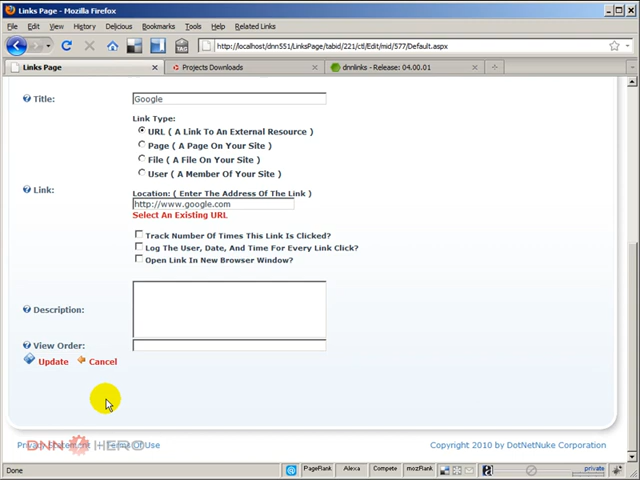 Links Page - Mozilla Firefox
File Edit View History Delicious Bookmarks Tools Help Related Links
http://localhost/dnn551/LinksPage/tabid/221/ctl/Edit/mid/577/Default.aspx
Links Page Projects Downloads dnnlinks - Release: 04.00.01
Title: Google
Link Type:
URL ( A Link To An External Resource )
Page ( A Page On Your Site )
File ( A File On Your Site )
User ( A Member Of Your Site )
Link:
Location: ( Enter The Address Of The Link )
http://www.google.com
Select An Existing URL
Track Number Of Times This Link Is Clicked?
Log The User, Date, And Time For Every Link Click?
Open Link In New Browser Window?
Description:
View Order:
Update Cancel
Privacy Statement Terms Of Use Copyright 2010 by DotNetNuke Corporation
DNN HERO
Done PageRank Alexa Compete mozRank private